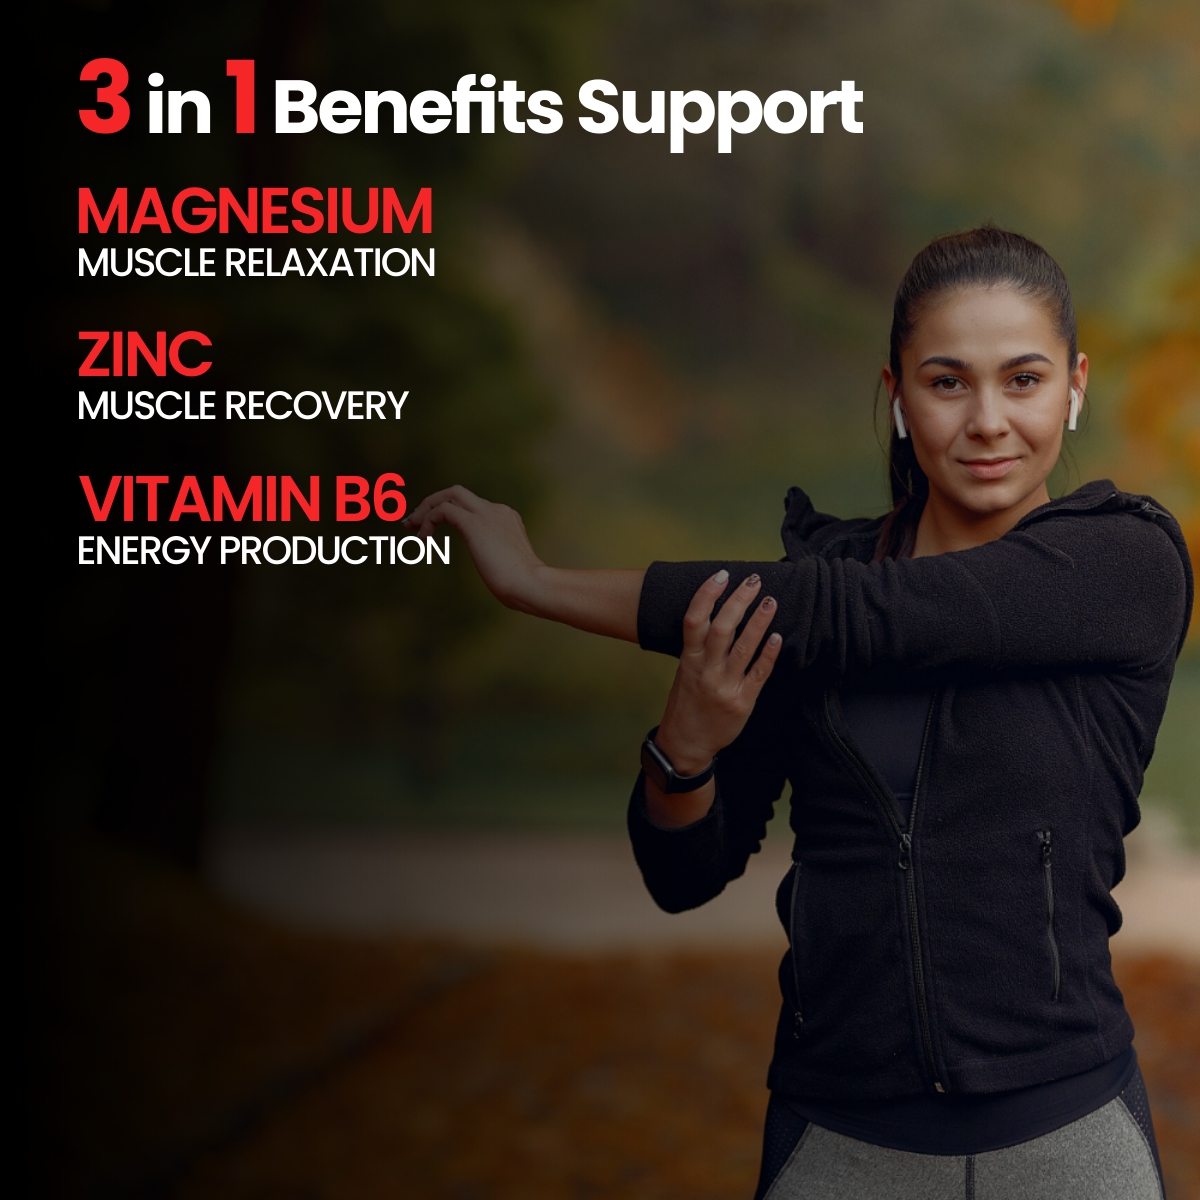 3 in 1 Benefits Support
MAGNESIUM
MUSCLE RELAXATION
ZINC
MUSCLE RECOVERY
VITAMIN B6
ENERGY PRODUCTION